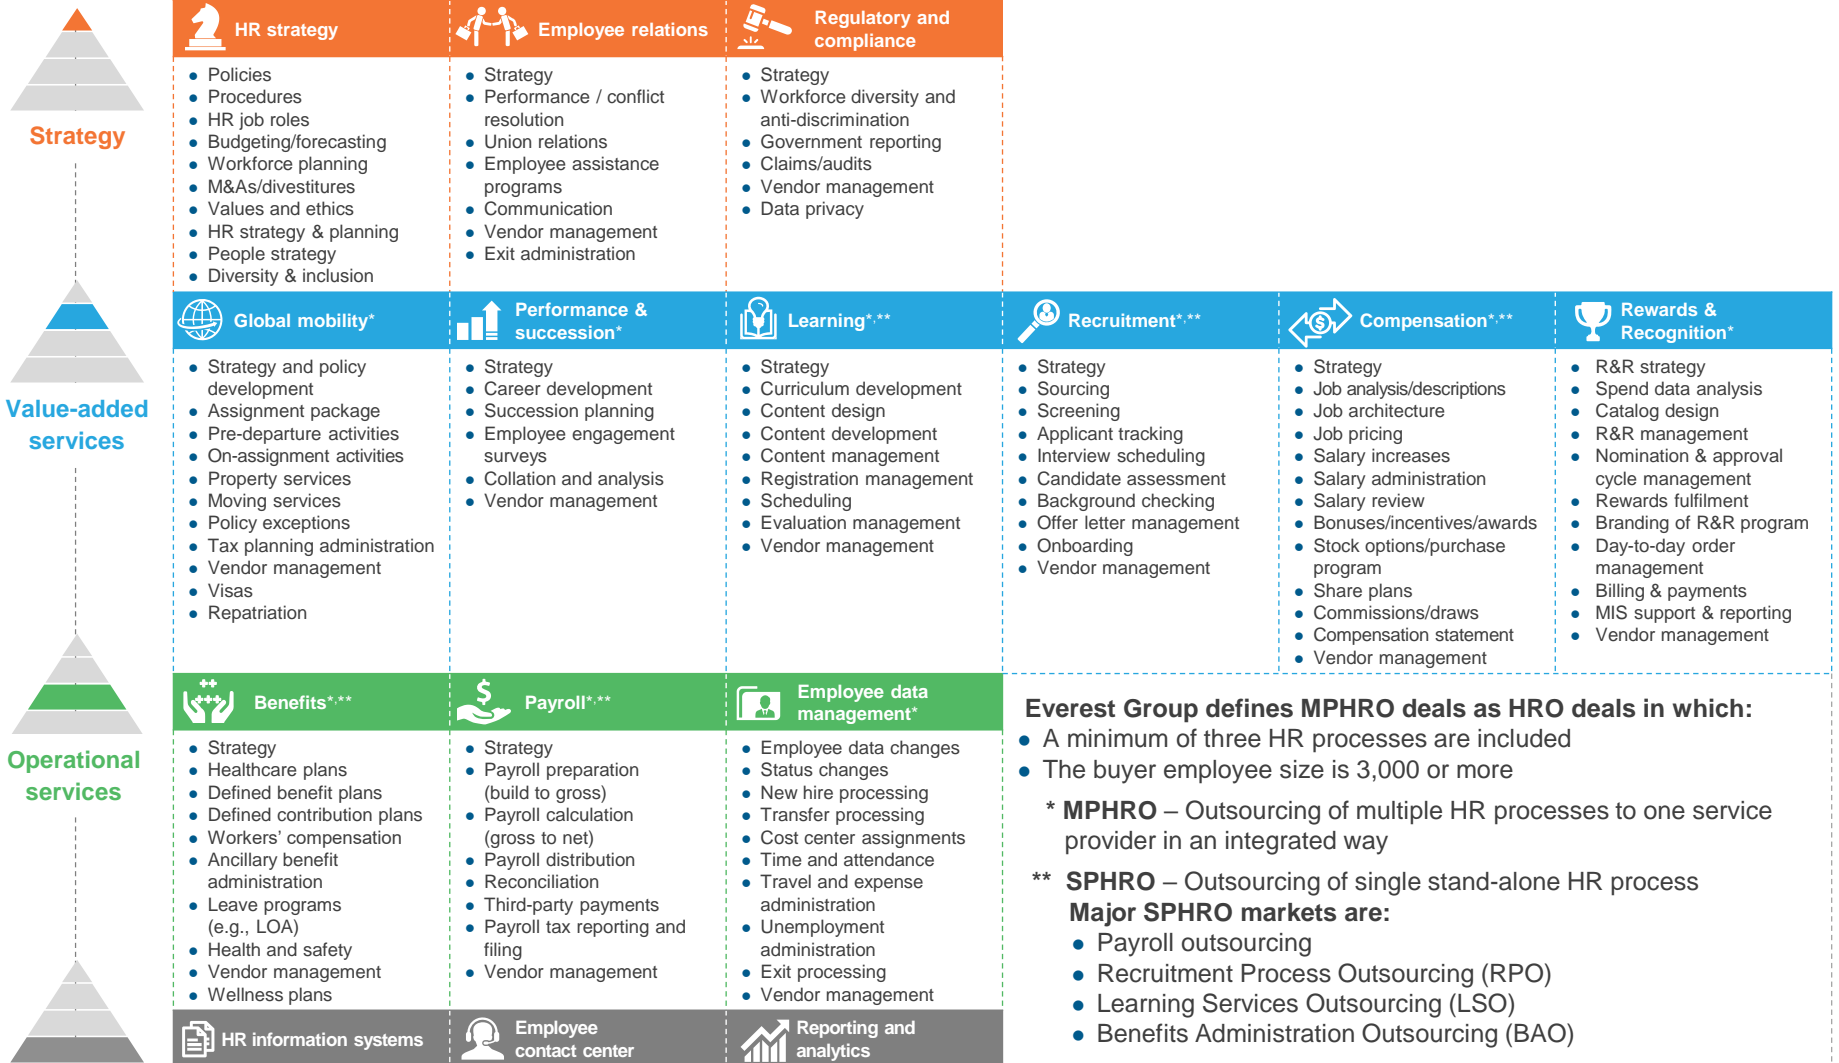 Strategy
HR strategy
Policies
Procedures
HR job roles
Budgeting/forecasting
Workforce planning
M&As/divestitures
Values and ethics
HR strategy & planning
People strategy
Diversity & inclusion
Employee relations
Strategy
Performance / conflict
resolution
Union relations
Employee assistance
programs
Communication
Vendor management
Exit administration
Regulatory and
compliance
Strategy
Workforce diversity and
anti-discrimination
Government reporting
Claims/audits
Vendor management
Data privacy
Value-added
services
Global mobility*
Strategy and policy
development
Assignment package
Pre-departure activities
On-assignment activities
Property services
Moving services
Policy exceptions
Tax planning administration
Vendor management
Visas
Repatriation
Performance &
succession*
Strategy
Career development
Succession planning
Employee engagement
surveys
Collation and analysis
Vendor management
Learning*,**
Strategy
Curriculum development
Content design
Content development
Content management
Registration management
Scheduling
Evaluation management
Vendor management
Recruitment*,**
Strategy
Sourcing
Screening
Applicant tracking
Interview scheduling
Candidate assessment
Background checking
Offer letter management
Onboarding
Vendor management
Compensation*,**
Strategy
Job analysis/descriptions
Job architecture
Job pricing
Salary increases
Salary administration
Salary review
Bonuses/incentives/awards
Stock options/purchase
program
Share plans
Commissions/draws
Compensation statement
Vendor management
Rewards &
Recognition*
R&R strategy
Spend data analysis
Catalog design
R&R management
Nomination & approval
cycle management
Rewards fulfilment
Branding of R&R program
Day-to-day order
management
Billing & payments
MIS support & reporting
Vendor management
Operational
services
Benefits*,**
Strategy
Healthcare plans
Defined benefit plans
Defined contribution plans
Workers' compensation
Ancillary benefit
administration
Leave programs
(e.g., LOA)
Health and safety
Vendor management
Wellness plans
Payroll*,**
Strategy
Payroll preparation
(build to gross)
Payroll calculation
(gross to net)
Payroll distribution
Reconciliation
Third-party payments
Payroll tax reporting and
filing
Vendor management
Employee data
management*
Employee data changes
Status changes
New hire processing
Transfer processing
Cost center assignments
Time and attendance
Travel and expense
administration
Unemployment
administration
Exit processing
Vendor management
Everest Group defines MPHRO deals as HRO deals in which:
A minimum of three HR processes are included
The buyer employee size is 3,000 or more
* MPHRO – Outsourcing of multiple HR processes to one service
provider in an integrated way
** SPHRO – Outsourcing of single stand-alone HR process
Major SPHRO markets are:
Payroll outsourcing
Recruitment Process Outsourcing (RPO)
Learning Services Outsourcing (LSO)
Benefits Administration Outsourcing (BAO)
HR information systems
Employee
contact center
Reporting and
analytics